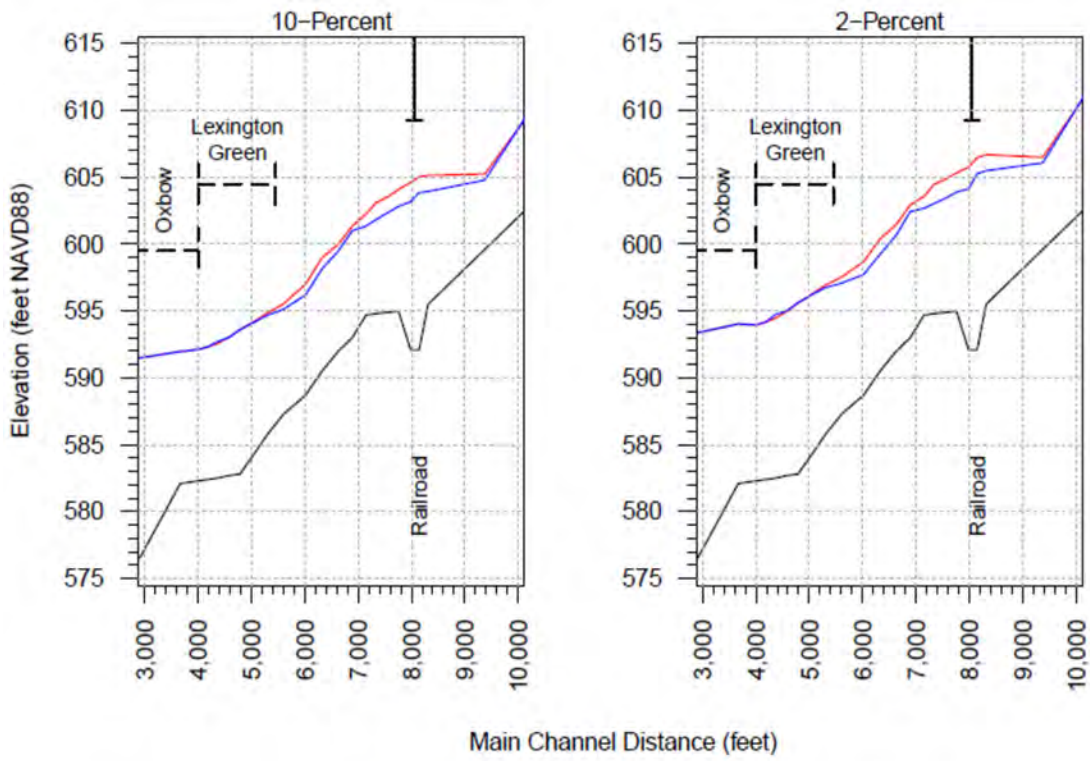 10−Percent
2−Percent
Elevation (feet NAVD88)
615
610
605
600
595
590
585
580
575
Oxbow
Lexington
Green
Railroad
3,000
4,000
5,000
6,000
7,000
8,000
9,000
10,000
615
610
605
600
595
590
585
580
575
Oxbow
Lexington
Green
Railroad
3,000
4,000
5,000
6,000
7,000
8,000
9,000
10,000
Main Channel Distance (feet)